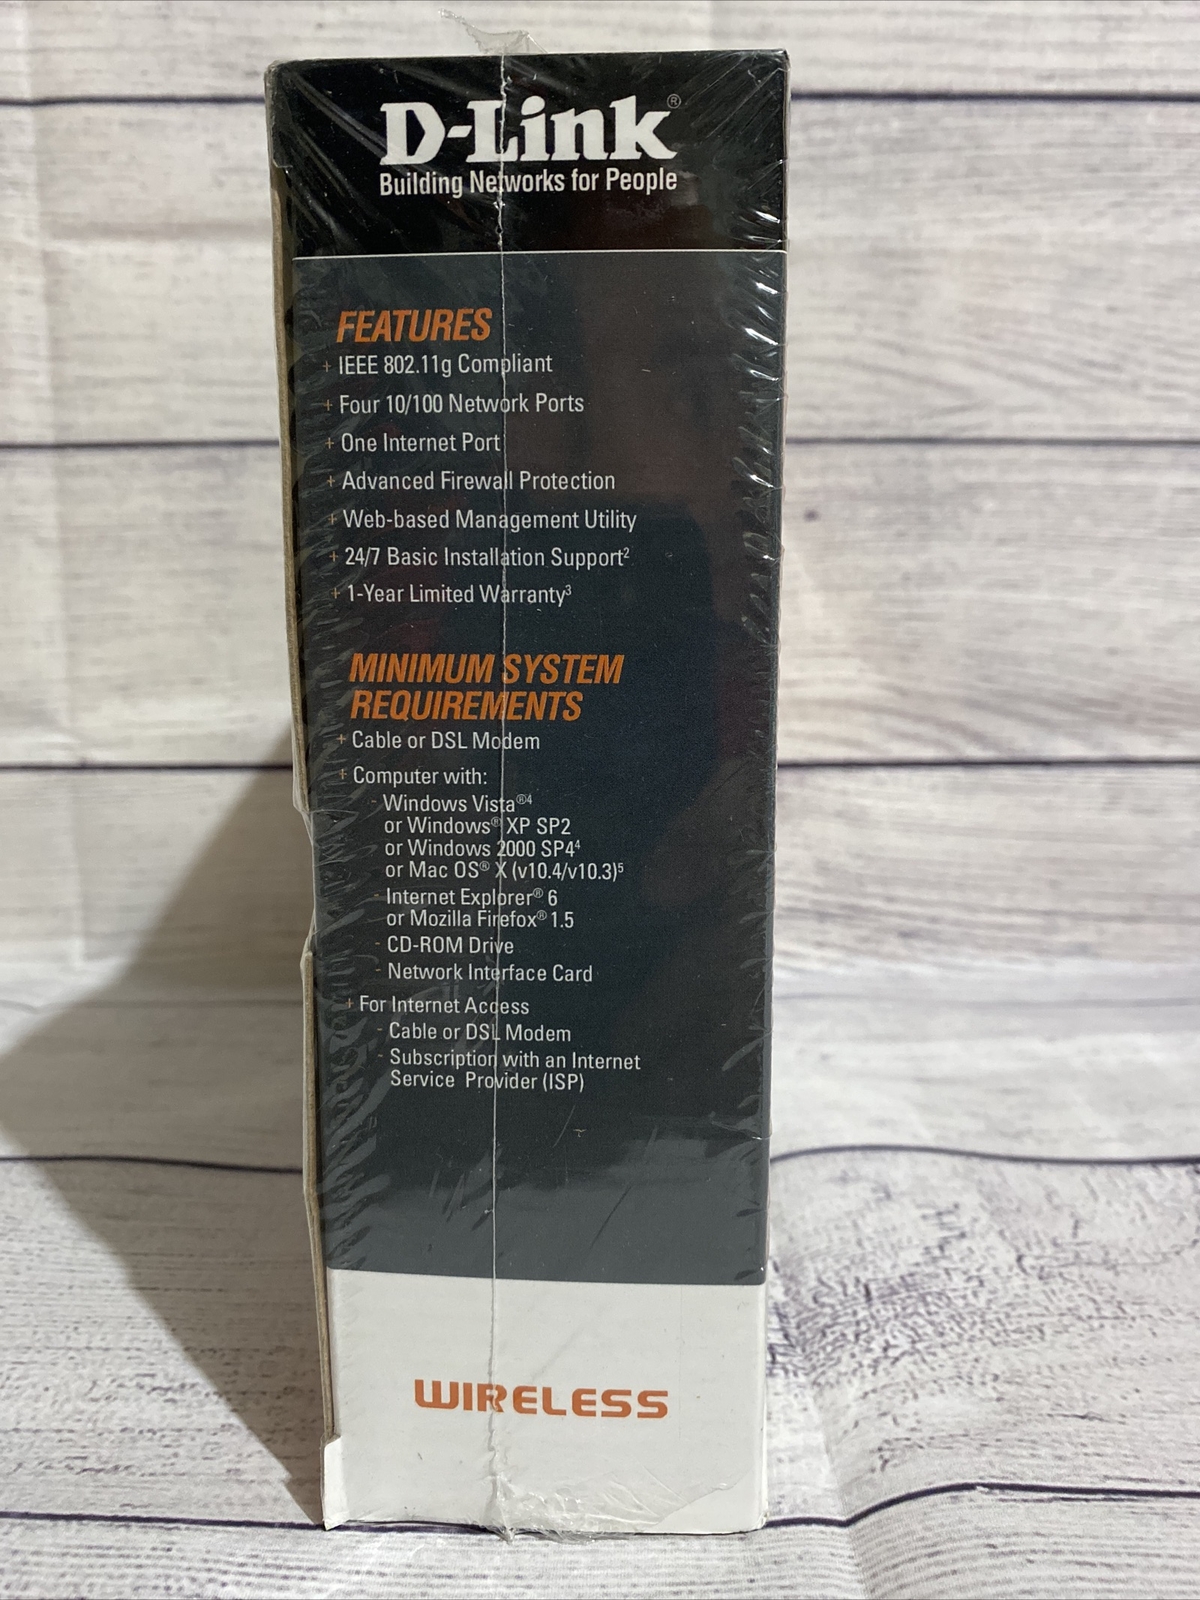 D-Link®
Building Networks for People
FEATURES
+ IEEE 802.11g Compliant
+ Four 10/100 Network Ports
+ One Internet Port
+ Advanced Firewall Protection
+ Web-based Management Utility
+ 24/7 Basic Installation Support²
+ 1-Year Limited Warranty³
MINIMUM SYSTEM
REQUIREMENTS
+ Cable or DSL Modem
+ Computer with:
- Windows Vista®⁴
or Windows® XP SP2
or Windows 2000 SP4⁴
or Mac OS® X (v10.4/v10.3)⁵
- Internet Explorer® 6
or Mozilla Firefox® 1.5
- CD-ROM Drive
- Network Interface Card
+ For Internet Access
- Cable or DSL Modem
- Subscription with an Internet
Service Provider (ISP)
WIRELESS